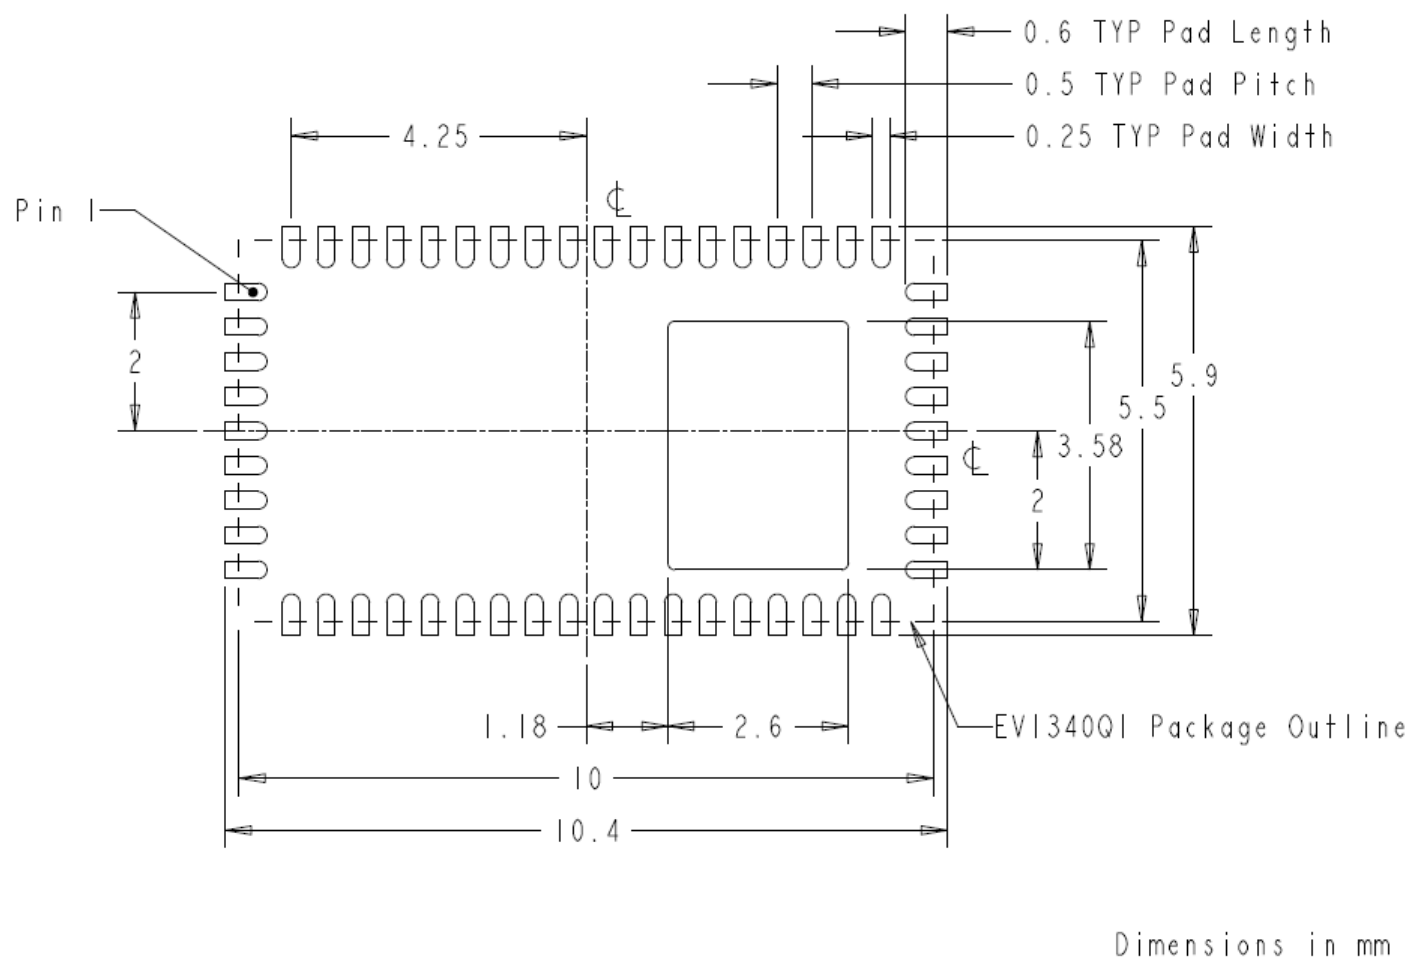 0.6 TYP Pad Length
0.5 TYP Pad Pitch
4.25
0.25 TYP Pad Width
℄
Pin 1
2
5.9
5.5
3.58
℄
2
1.18
2.6
EV1340QI Package Outline
10
10.4
Dimensions in mm